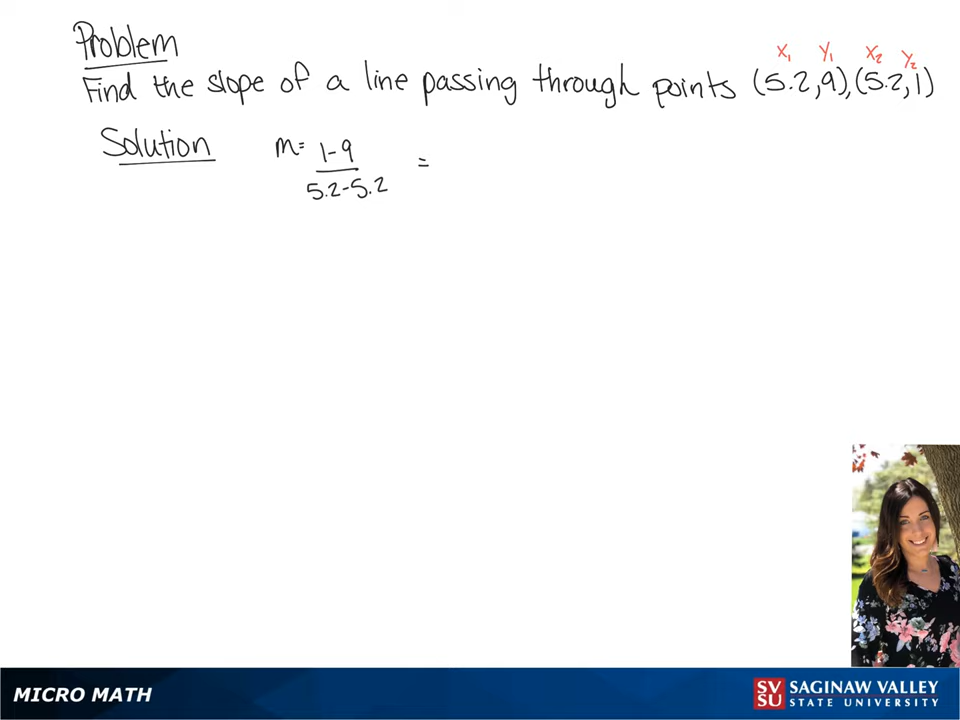 Problem
x₁ y₁ x₂ y₂
Find the slope of a line passing through points (5.2,9),(5.2,1)
Solution m= 1-9 =
5.2-5.2
MICRO MATH
SVSU SAGINAW VALLEY
STATE UNIVERSITY